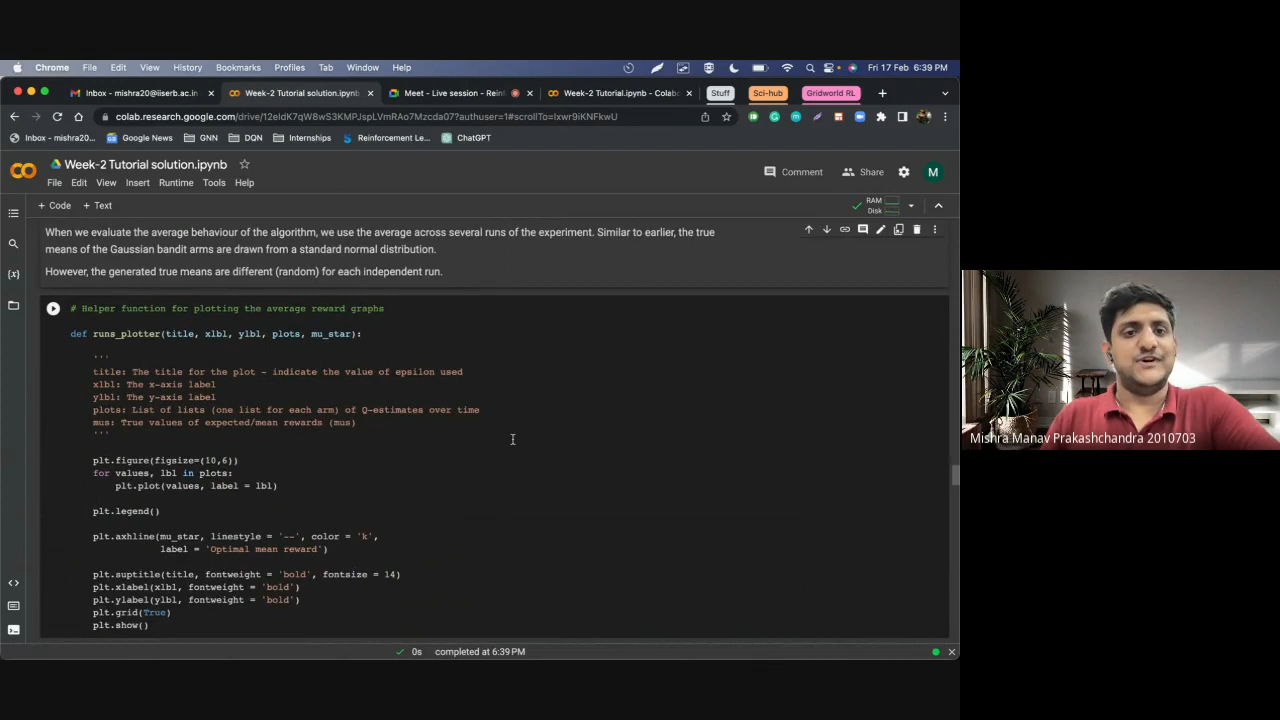 Chrome File Edit View History Bookmarks Profiles Tab Window Help Fri 17 Feb 6:39 PM
Inbox - mishra20@iiserb.ac.in Week-2 Tutorial solution.ipynb Meet - Live session - Rein Week-2 Tutorial.ipynb - Colab Stuff Sci-hub Gridworld RL
colab.research.google.com/drive/12eIdK7qW8wS3KMPJspLVmRAo7Mzcda07?authuser=1#scrollTo=lxwr9iKNFkwU
Inbox - mishra20... Google News GNN DQN Internships Reinforcement Le... ChatGPT
Week-2 Tutorial solution.ipynb
Comment Share M
File Edit View Insert Runtime Tools Help
+ Code + Text RAM
Disk
When we evaluate the average behaviour of the algorithm, we use the average across several runs of the experiment. Similar to earlier, the true
means of the Gaussian bandit arms are drawn from a standard normal distribution.
However, the generated true means are different (random) for each independent run.
# Helper function for plotting the average reward graphs
def runs_plotter(title, xlbl, ylbl, plots, mu_star):
'''
title: The title for the plot - indicate the value of epsilon used
xlbl: The x-axis label
ylbl: The y-axis label
plots: List of lists (one list for each arm) of Q-estimates over time
mus: True values of expected/mean rewards (mu)
'''
plt.figure(figsize=(10,6))
for values, lbl in plots:
plt.plot(values, label = lbl)
plt.legend()
plt.axhline(mu_star, linestyle = '--', color = 'k',
label = 'Optimal mean reward')
plt.suptitle(title, fontweight = 'bold', fontsize = 14)
plt.xlabel(xlbl, fontweight = 'bold')
plt.ylabel(ylbl, fontweight = 'bold')
plt.grid(True)
plt.show()
0s completed at 6:39 PM
Mishra Manav Prakashchandra 2010703